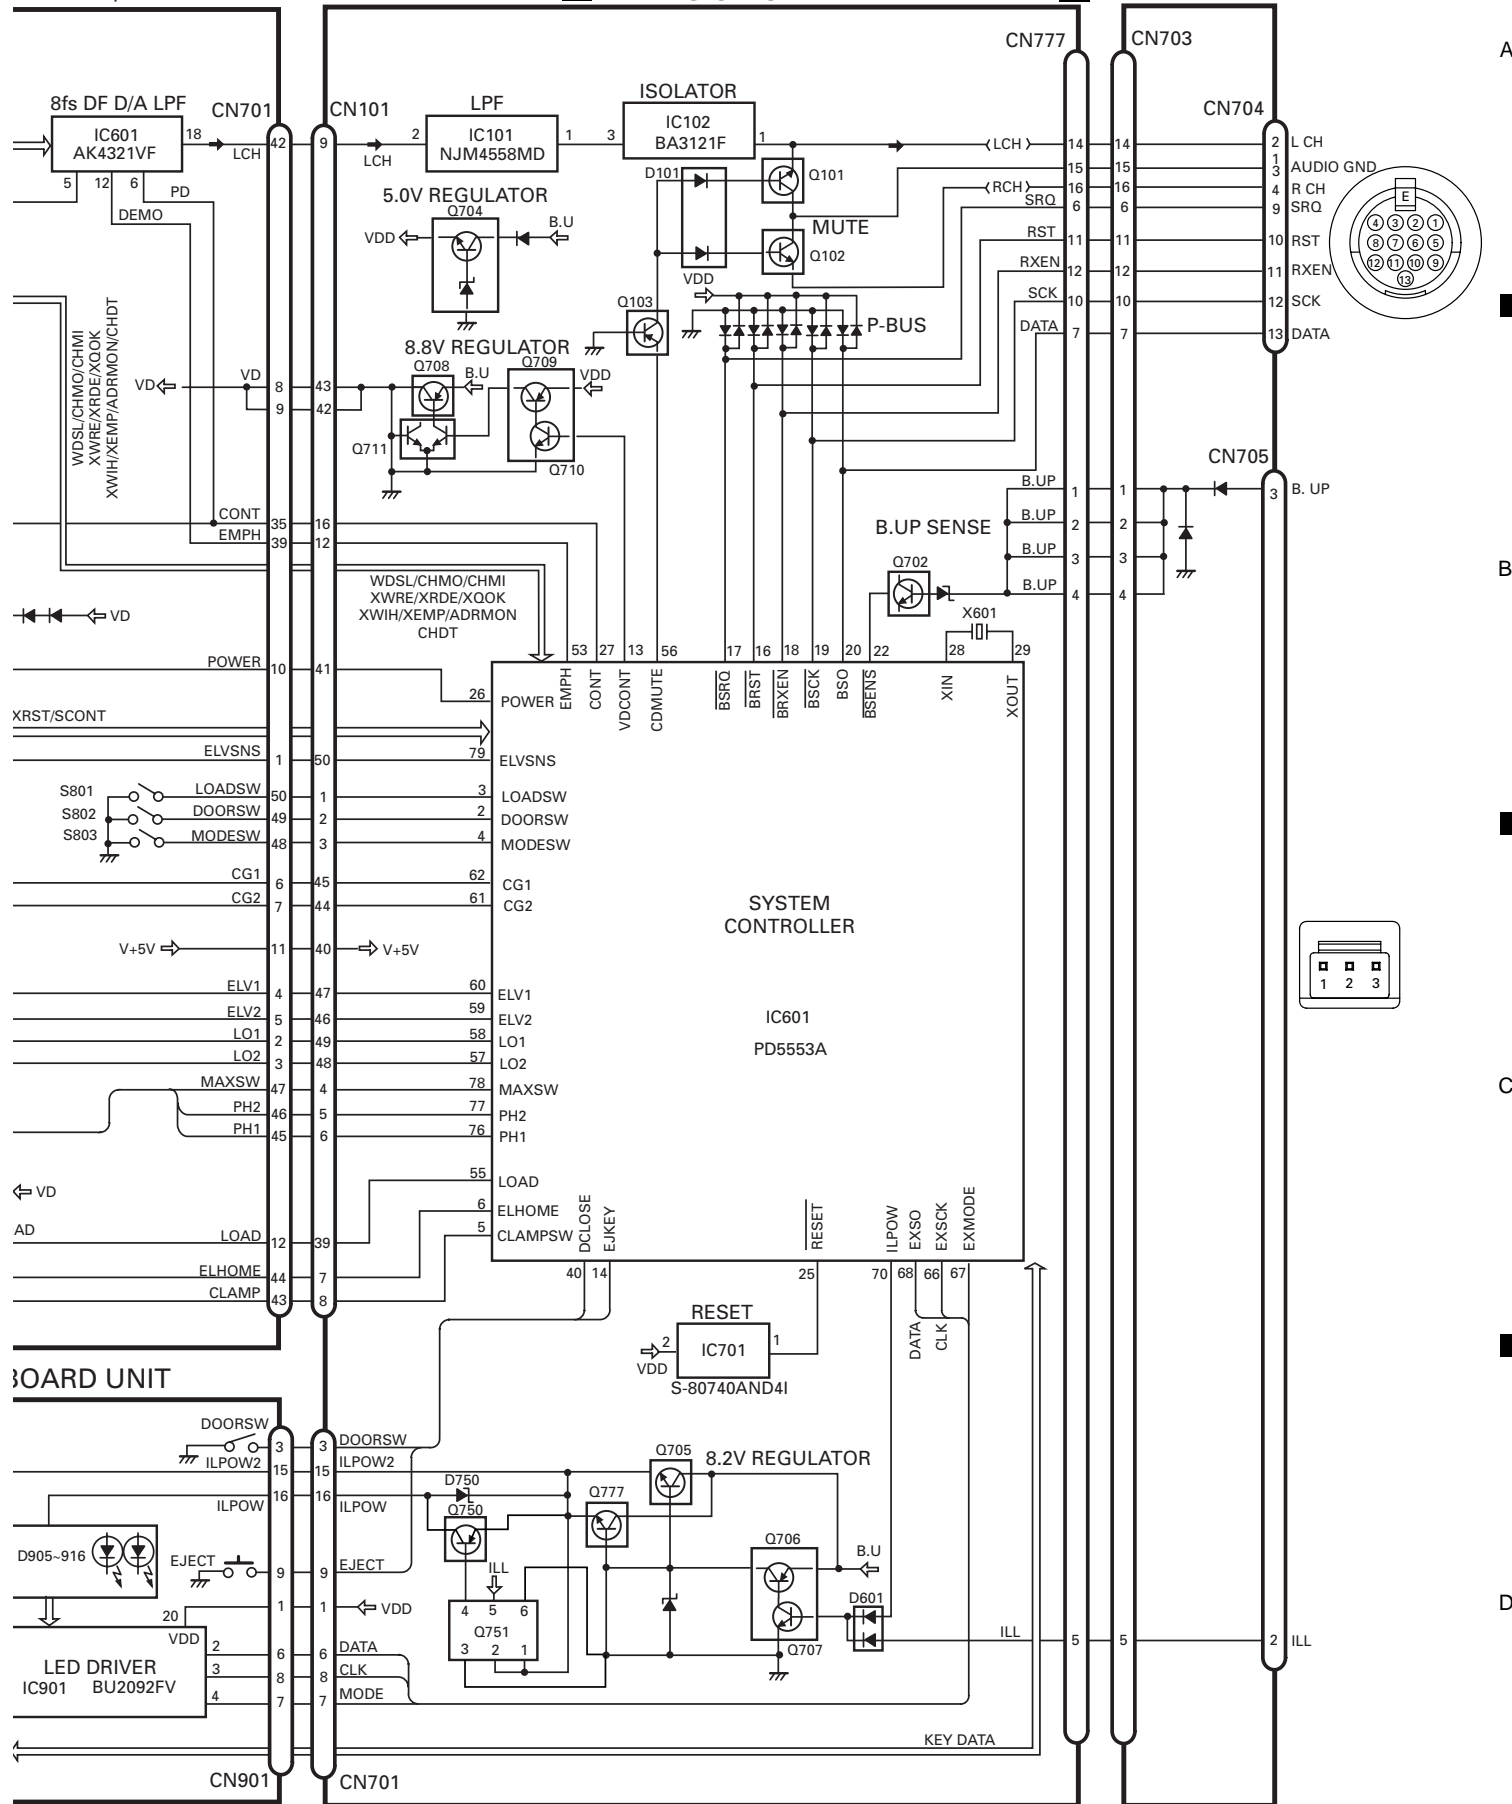 CN777
CN703
A
8fs DF D/A LPF
CN701
CN101
LPF
ISOLATOR
CN704
IC601
AK4321VF
18
LCH
42
9
LCH
2
IC101
NJM4558MD
1
3
IC102
BA3121F
1
LCH
14
14
2
L CH
15
15
1
3
AUDIO GND
RCH
16
16
4
R CH
SRQ
6
6
9
SRQ
RST
11
11
10
RST
RXEN
12
12
11
RXEN
SCK
10
10
12
SCK
DATA
7
7
13
DATA
5
12
6
PD
DEMO
5.0V REGULATOR
Q704
VDD
B.U
D101
Q101
MUTE
Q102
VDD
Q103
P-BUS
E
4 3 2 1
8 7 6 5
12 11 10 9
13
WDSL/CHMO/CHMI
XWRE/XRDE/XQOK
XWIH/XEMP/ADRMON/CHDT
8.8V REGULATOR
Q708
B.U
Q709
VDD
VD
VD
8
43
9
42
Q711
Q710
CN705
B.UP
1
1
3
B. UP
B.UP
2
2
B.UP
3
3
B.UP
4
4
B.UP SENSE
Q702
X601
CONT
35
16
EMPH
39
12
B
WDSL/CHMO/CHMI
XWRE/XRDE/XQOK
XWIH/XEMP/ADRMON
CHDT
VD
53
27
13
56
17
16
18
19
20
22
28
29
EMPH
CONT
VDCONT
CDMUTE
BSRQ
BRST
BRXEN
BSCK
BSO
BSENS
XIN
XOUT
POWER
10
41
26
POWER
XRST/SCONT
ELVSNS
1
50
79
ELVSNS
S801
LOADSW
50
1
3
LOADSW
S802
DOORSW
49
2
2
DOORSW
S803
MODESW
48
3
4
MODESW
CG1
6
45
62
CG1
CG2
7
44
61
CG2
SYSTEM
CONTROLLER
V+5V
11
40
V+5V
1 2 3
ELV1
4
47
60
ELV1
ELV2
5
46
59
ELV2
IC601
LO1
2
49
58
LO1
PD5553A
LO2
3
48
57
LO2
MAXSW
47
4
78
MAXSW
C
PH2
46
5
77
PH2
PH1
45
6
76
PH1
VD
55
LOAD
6
ELHOME
5
CLAMPSW
DCLOSE
EJKEY
RESET
ILPOW
EXSO
EXSCK
EXMODE
AD
LOAD
12
39
ELHOME
44
7
CLAMP
43
8
40
14
25
70
68
66
67
RESET
2
VDD
IC701
1
S-80740AND4I
DATA
CLK
BOARD UNIT
DOORSW
3
3
DOORSW
ILPOW2
15
15
ILPOW2
ILPOW
16
16
ILPOW
D750
Q750
Q777
Q705
8.2V REGULATOR
Q706
B.U
D905~916
EJECT
9
9
EJECT
ILL
4
5
6
Q751
3
2
1
D601
Q707
D
20
VDD
1
1
VDD
ILL
5
5
2
ILL
LED DRIVER
IC901
BU2092FV
2
6
6
DATA
3
8
8
CLK
4
7
7
MODE
KEY DATA
CN901
CN701